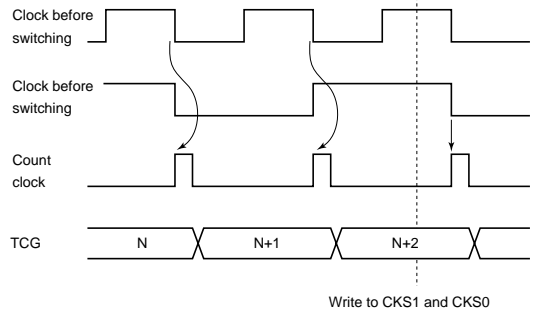 Clock before
switching
Clock before
switching
Count
clock
TCG N N+1 N+2
Write to CKS1 and CKS0